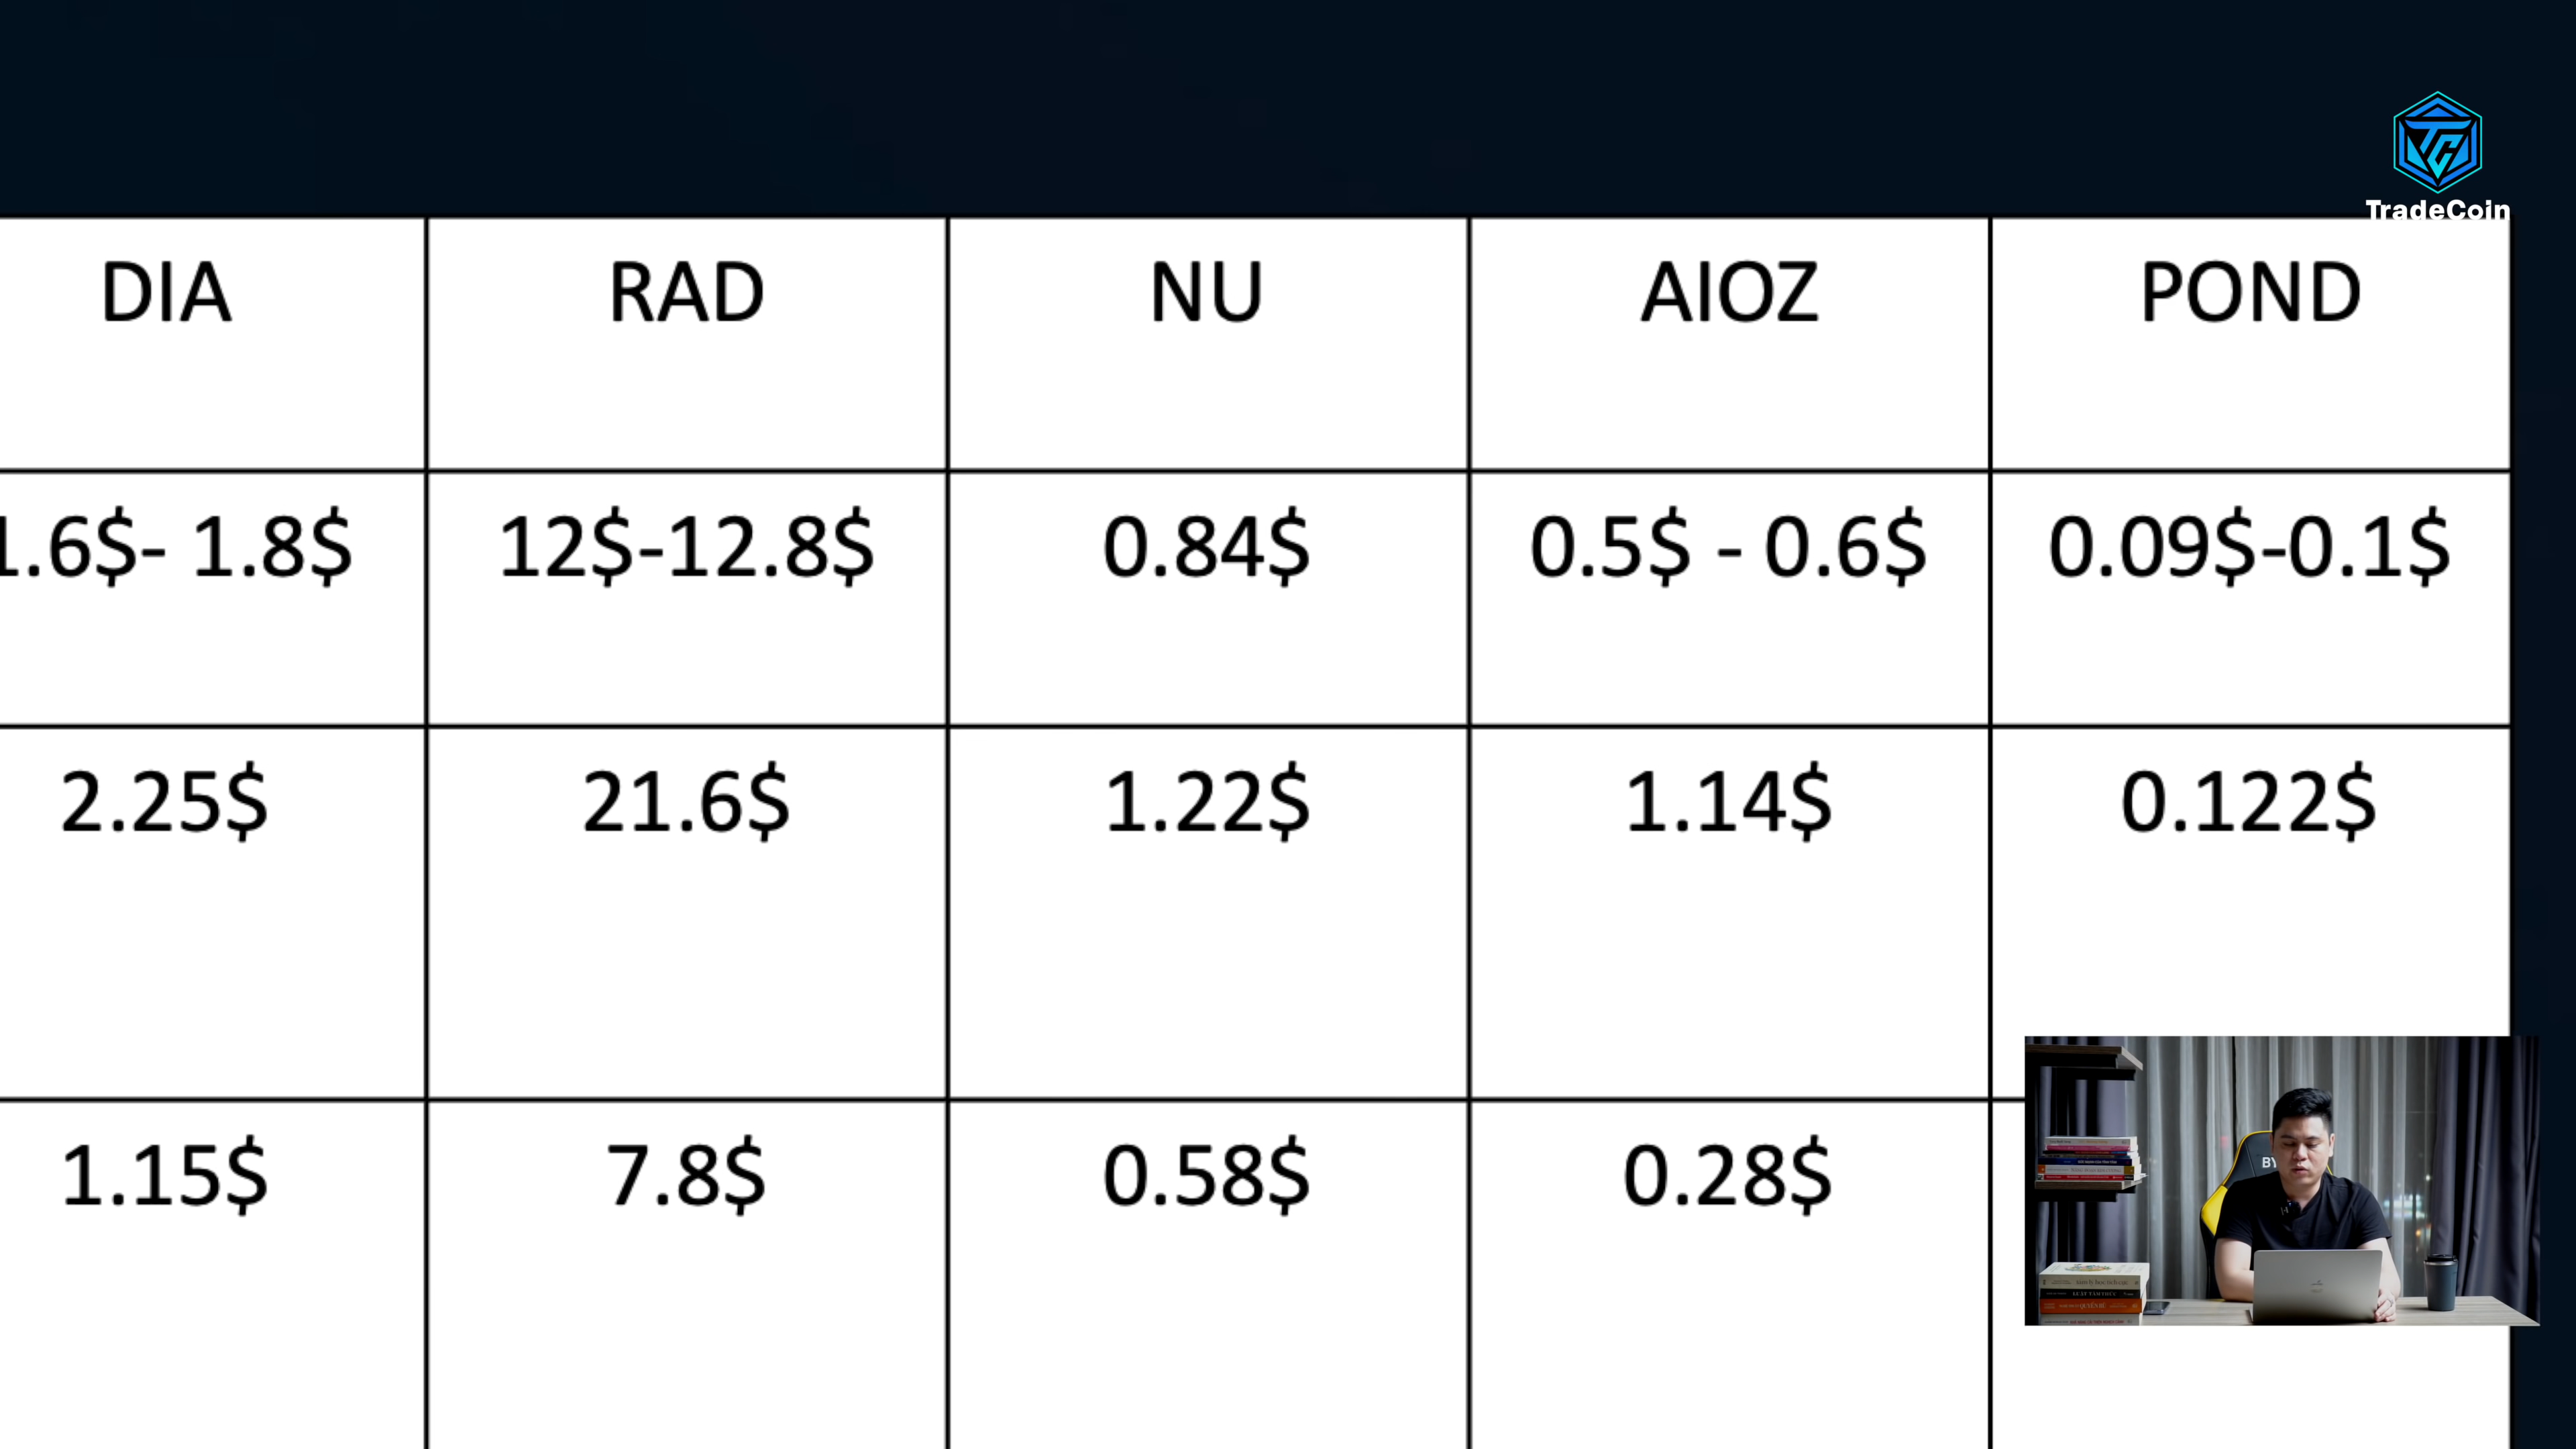 TradeCoin
DIA RAD NU AIOZ POND
1.6$- 1.8$ 12$-12.8$ 0.84$ 0.5$ - 0.6$ 0.09$-0.1$
2.25$ 21.6$ 1.22$ 1.14$ 0.122$
1.15$ 7.8$ 0.58$ 0.28$
BY